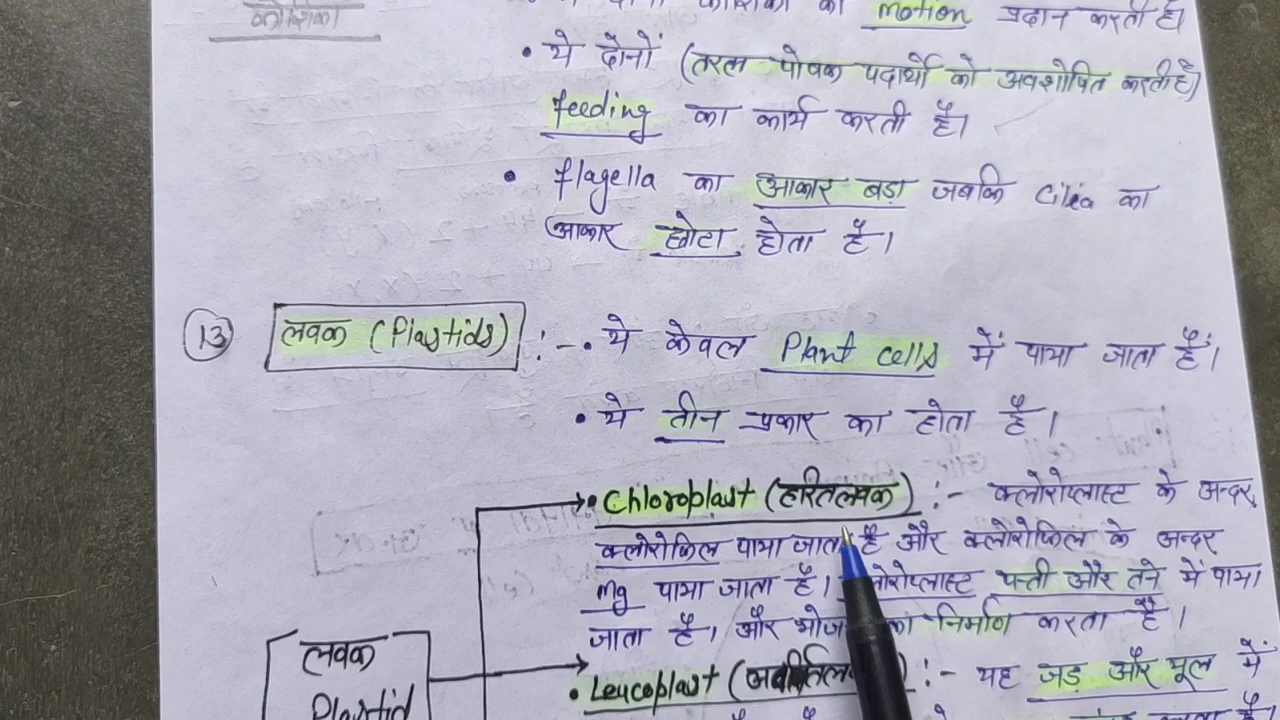 कोशिका
motion प्रदान करती है।
• ये दोनों (तरल पोषक पदार्थो को अवशोषित करती है)
feeding का कार्य करती है।
• flagella का आकार बड़ा जबकि Cilia का
आकार छोटा होता है।
13 लवक (Plastids) :- • ये केवल Plant cells में पाया जाता है।
• ये तीन प्रकार का होता है।
• Chloroplast (हरितलवक) :- क्लोरोप्लास्ट के अन्दर
क्लोरोफिल पाया जाता है और क्लोरोफिल के अन्दर
mg पाया जाता है। पत्ती और तने में पाया
जाता है। और निर्माण करता है।
लवक
Plastid
• Leucoplast :- यह जड़ और मूल में